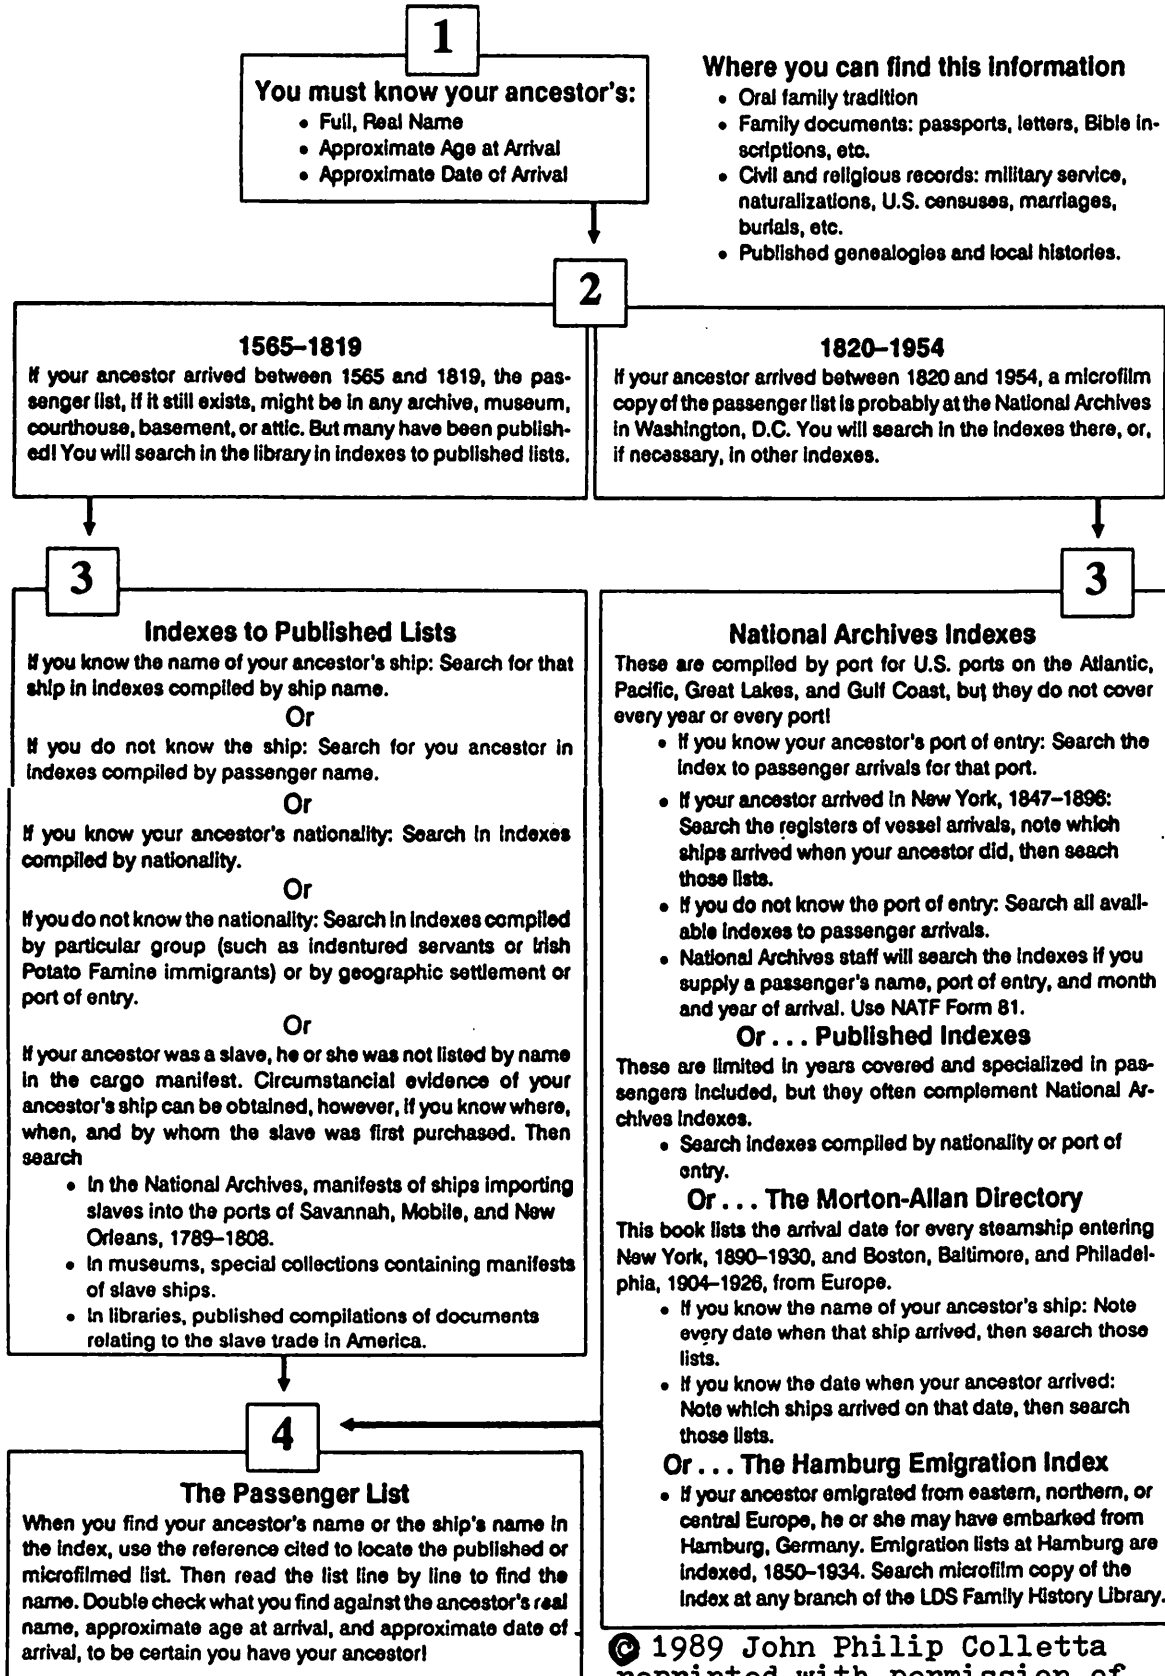 1
You must know your ancestor's:
• Full, Real Name
• Approximate Age at Arrival
• Approximate Date of Arrival
Where you can find this information
• Oral family tradition
• Family documents: passports, letters, Bible in-
scriptions, etc.
• Civil and religious records: military service,
naturalizations, U.S. censuses, marriages,
burials, etc.
• Published genealogies and local histories.
2
1565–1819
If your ancestor arrived between 1565 and 1819, the pas-
senger list, if it still exists, might be in any archive, museum,
courthouse, basement, or attic. But many have been publish-
ed! You will search in the library in indexes to published lists.
1820–1954
If your ancestor arrived between 1820 and 1954, a microfilm
copy of the passenger list is probably at the National Archives
in Washington, D.C. You will search in the indexes there, or,
if necessary, in other indexes.
3
Indexes to Published Lists
If you know the name of your ancestor's ship: Search for that
ship in indexes compiled by ship name.
Or
If you do not know the ship: Search for you ancestor in
indexes compiled by passenger name.
Or
If you know your ancestor's nationality: Search in indexes
compiled by nationality.
Or
If you do not know the nationality: Search in indexes compiled
by particular group (such as indentured servants or Irish
Potato Famine immigrants) or by geographic settlement or
port of entry.
Or
If your ancestor was a slave, he or she was not listed by name
in the cargo manifest. Circumstancial evidence of your
ancestor's ship can be obtained, however, if you know where,
when, and by whom the slave was first purchased. Then
search
• In the National Archives, manifests of ships importing
slaves into the ports of Savannah, Mobile, and New
Orleans, 1789–1808.
• In museums, special collections containing manifests
of slave ships.
• In libraries, published compilations of documents
relating to the slave trade in America.
3
National Archives Indexes
These are compiled by port for U.S. ports on the Atlantic,
Pacific, Great Lakes, and Gulf Coast, but they do not cover
every year or every port!
• If you know your ancestor's port of entry: Search the
index to passenger arrivals for that port.
• If your ancestor arrived in New York, 1847–1896:
Search the registers of vessel arrivals, note which
ships arrived when your ancestor did, then seach
those lists.
• If you do not know the port of entry: Search all avail-
able indexes to passenger arrivals.
• National Archives staff will search the indexes if you
supply a passenger's name, port of entry, and month
and year of arrival. Use NATF Form 81.
Or . . . Published Indexes
These are limited in years covered and specialized in pas-
sengers included, but they often complement National Ar-
chives Indexes.
• Search indexes compiled by nationality or port of
entry.
Or . . . The Morton-Allan Directory
This book lists the arrival date for every steamship entering
New York, 1890–1930, and Boston, Baltimore, and Philadel-
phia, 1904–1926, from Europe.
• If you know the name of your ancestor's ship: Note
every date when that ship arrived, then search those
lists.
• If you know the date when your ancestor arrived:
Note which ships arrived on that date, then search
those lists.
Or . . . The Hamburg Emigration Index
• If your ancestor emigrated from eastern, northern, or
central Europe, he or she may have embarked from
Hamburg, Germany. Emigration lists at Hamburg are
indexed, 1850–1934. Search microfilm copy of the
index at any branch of the LDS Family History Library.
4
The Passenger List
When you find your ancestor's name or the ship's name in
the index, use the reference cited to locate the published or
microfilmed list. Then read the list line by line to find the
name. Double check what you find against the ancestor's real
name, approximate age at arrival, and approximate date of
arrival, to be certain you have your ancestor!
© 1989 John Philip Colletta
reprinted with permission of